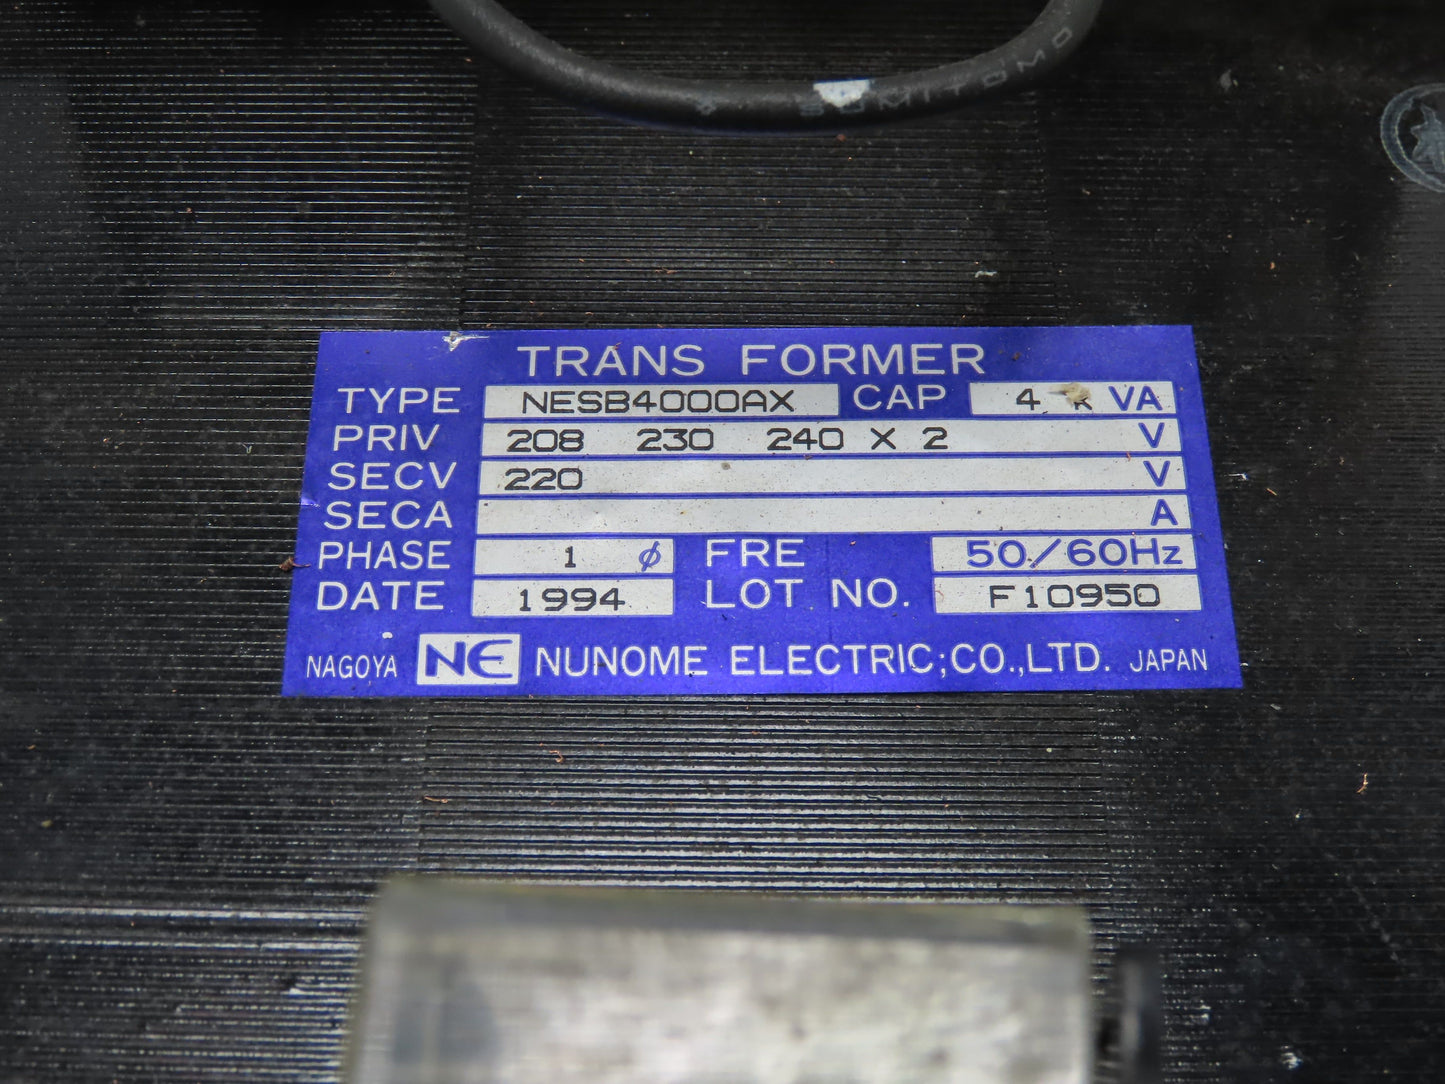 SUMITOMO
TRANS FORMER
TYPE NESB4000AX CAP 4 k VA
PRIV 208 230 240 X 2 V
SECV 220 V
SECA A
PHASE 1 ø FRE 50/60Hz
DATE 1994 LOT NO. F10950
NAGOYA NE NUNOME ELECTRIC;CO.,LTD. JAPAN